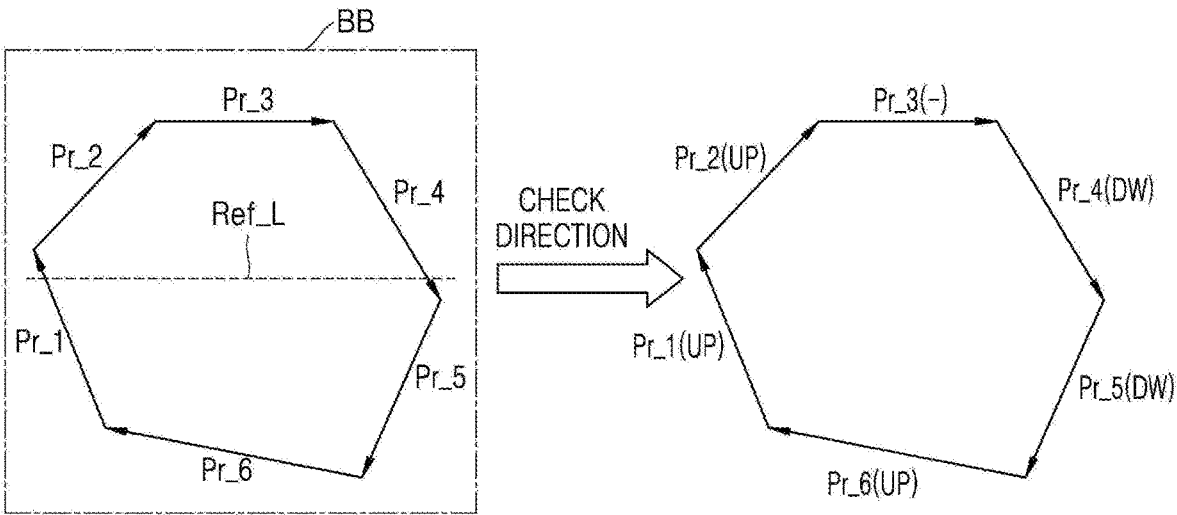 BB
Pr_3
Pr_2
Pr_4
Ref_L
Pr_1
Pr_5
Pr_6
CHECK
DIRECTION
Pr_3(-)
Pr_2(UP)
Pr_4(DW)
Pr_1(UP)
Pr_5(DW)
Pr_6(UP)